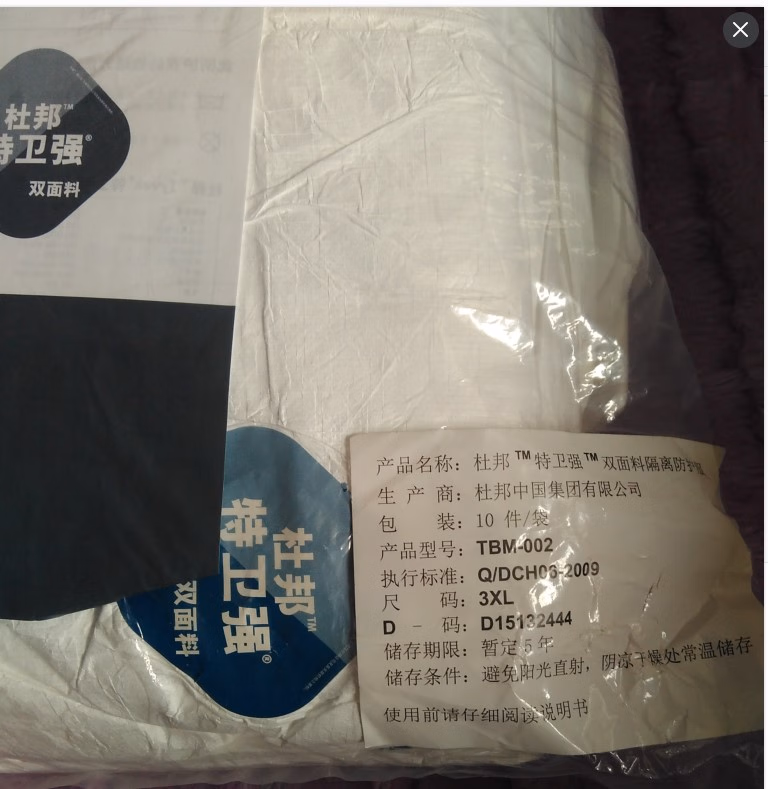 杜邦™
特卫强®
双面料
杜邦™
特卫强®
双面料
产品名称：杜邦™特卫强™双面料隔离防护服
生 产 商：杜邦中国集团有限公司
包 装：10 件/袋
产品型号：TBM-002
执行标准：Q/DCH06-2009
尺 码：3XL
D - 码：D15132444
储存期限：暂定5年
储存条件：避免阳光直射，阴凉干燥处常温储存
使用前请仔细阅读说明书